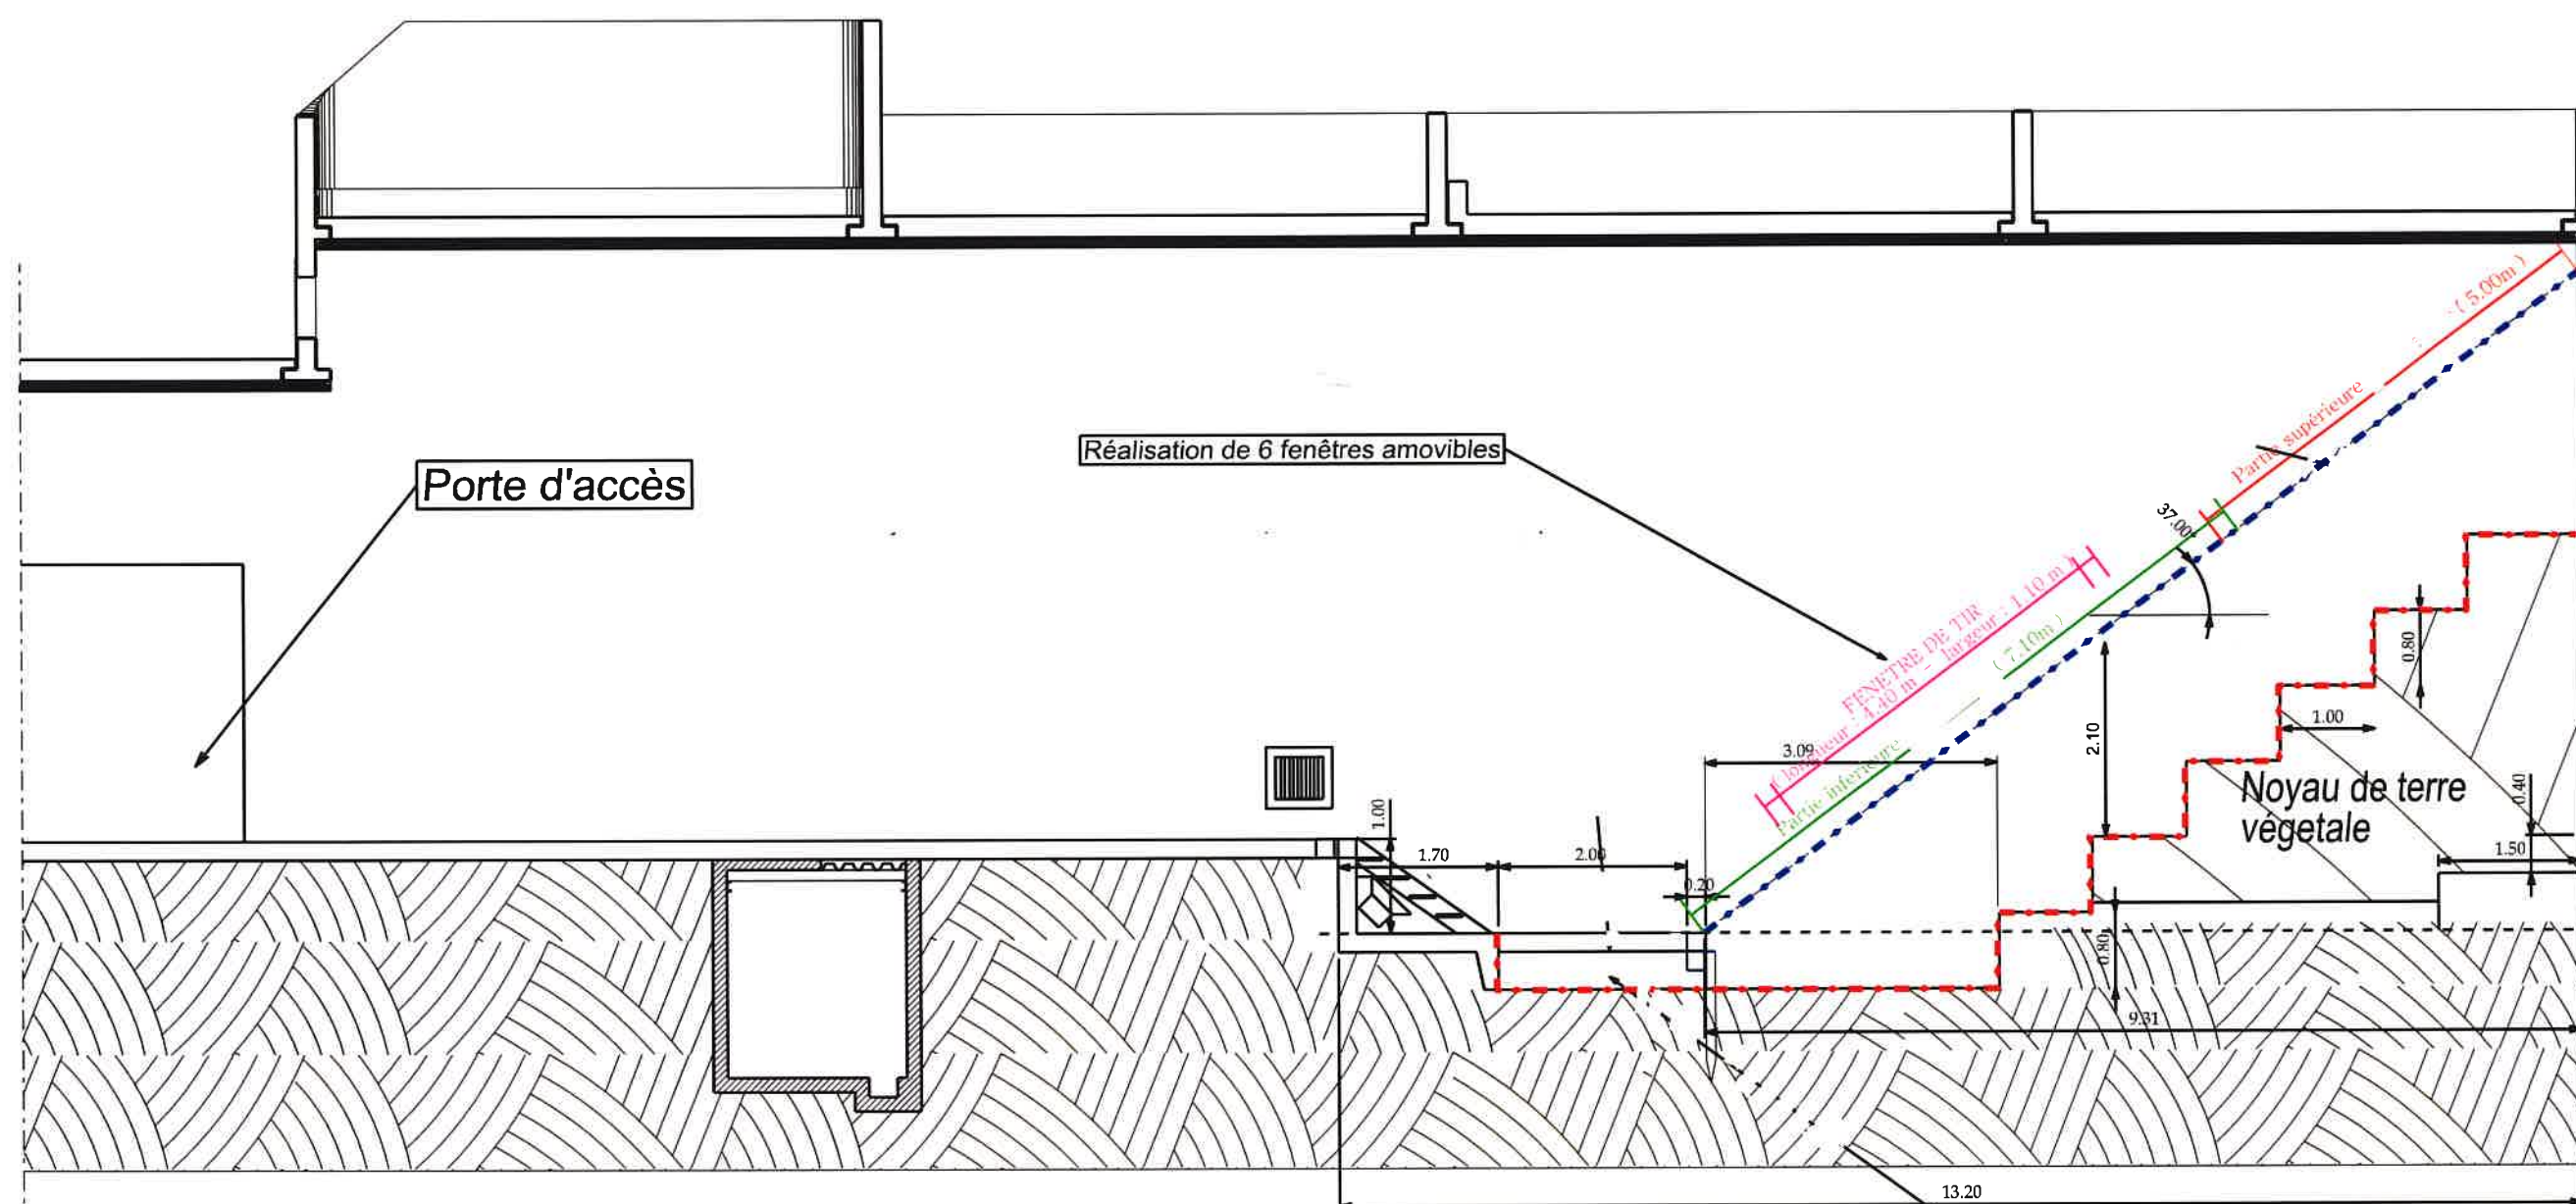 ( 5.00m )
Partie supérieure
Réalisation de 6 fenêtres amovibles
Porte d'accès
37.00°
FENETRE DE TIR
( longueur : 4.40 m - largeur : 1.10 m )
( 7.10m )
Partie inférieure
0.80
1.00
2.10
3.09
Noyau de terre
végetale
0.40
1.50
1.00
1.70
2.00
0.20
0.80
9.31
13.20